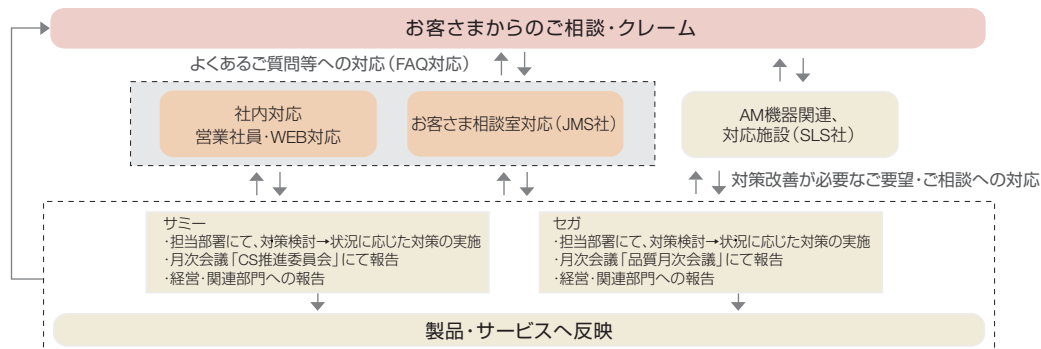 お客さまからのご相談・クレーム
よくあるご質問等への対応（FAQ対応）
社内対応
営業社員・WEB対応
お客さま相談室対応（JMS社）
AM機器関連、
対応施設（SLS社）
対策改善が必要なご要望・ご相談への対応
サミー
・担当部署にて、対策検討→状況に応じた対策の実施
・月次会議「CS推進委員会」にて報告
・経営・関連部門への報告
セガ
・担当部署にて、対策検討→状況に応じた対策の実施
・月次会議「品質月次会議」にて報告
・経営・関連部門への報告
製品・サービスへ反映